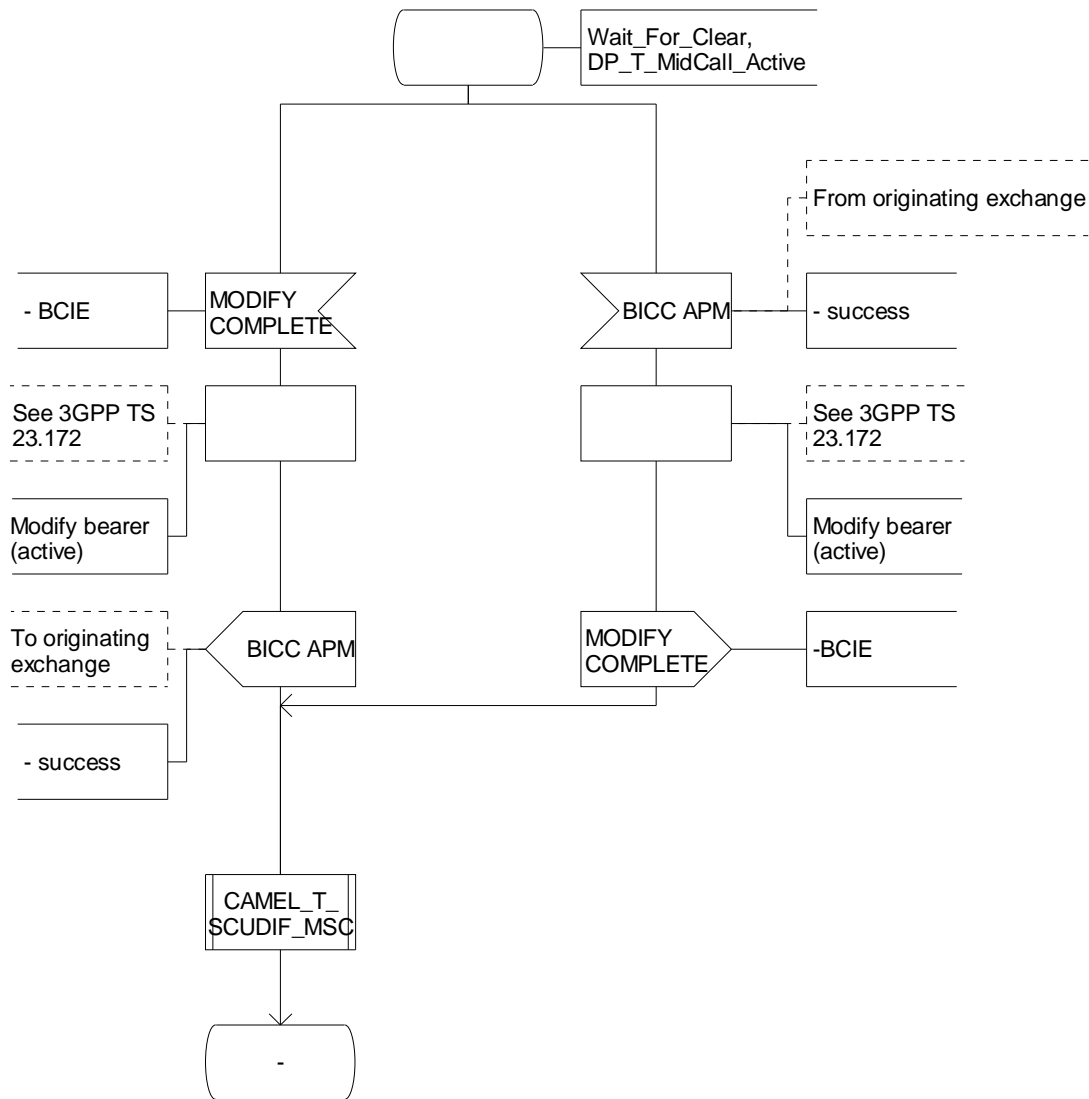 Wait_For_Clear,
DP_T_MidCall_Active
From originating exchange
- BCIE
MODIFY
COMPLETE
BICC APM
- success
See 3GPP TS
23.172
See 3GPP TS
23.172
Modify bearer
(active)
Modify bearer
(active)
To originating
exchange
BICC APM
MODIFY
COMPLETE
-BCIE
- success
CAMEL_T_
SCUDIF_MSC
-